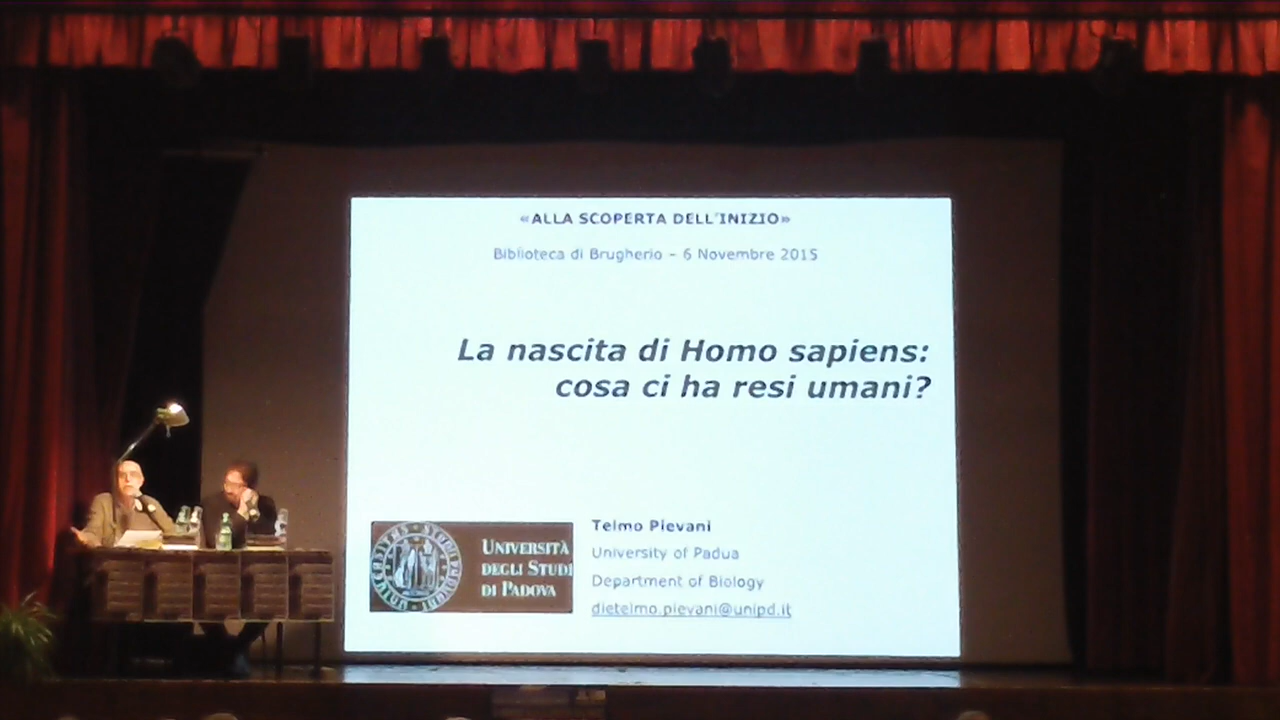 «ALLA SCOPERTA DELL'INIZIO»
Biblioteca di Brugherio – 6 Novembre 2015
La nascita di Homo sapiens:
cosa ci ha resi umani?
UNIVERSITÀ
DEGLI STUDI
DI PADOVA
Telmo Pievani
University of Padua
Department of Biology
dietelmo.pievani@unipd.it